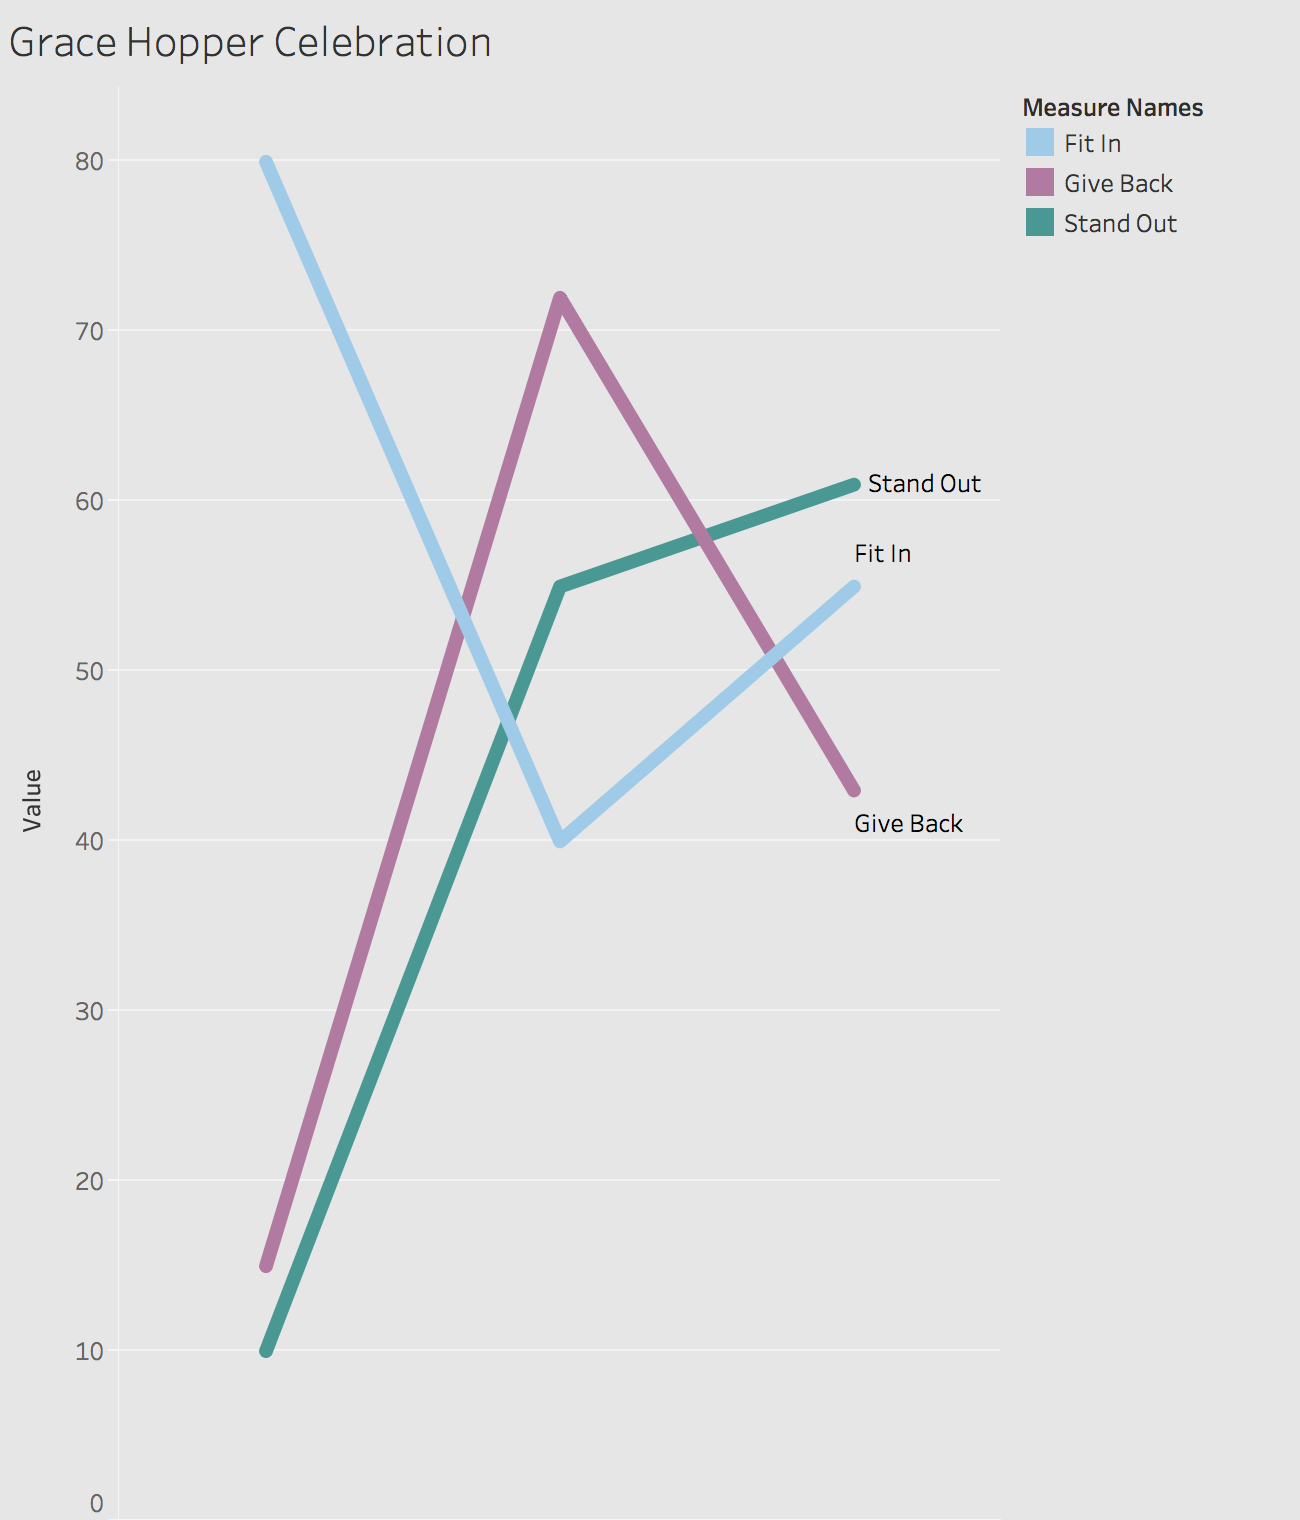 Grace Hopper Celebration
Measure Names
Fit In
Give Back
Stand Out
80
70
60
50
40
30
20
10
0
Value
Stand Out
Fit In
Give Back